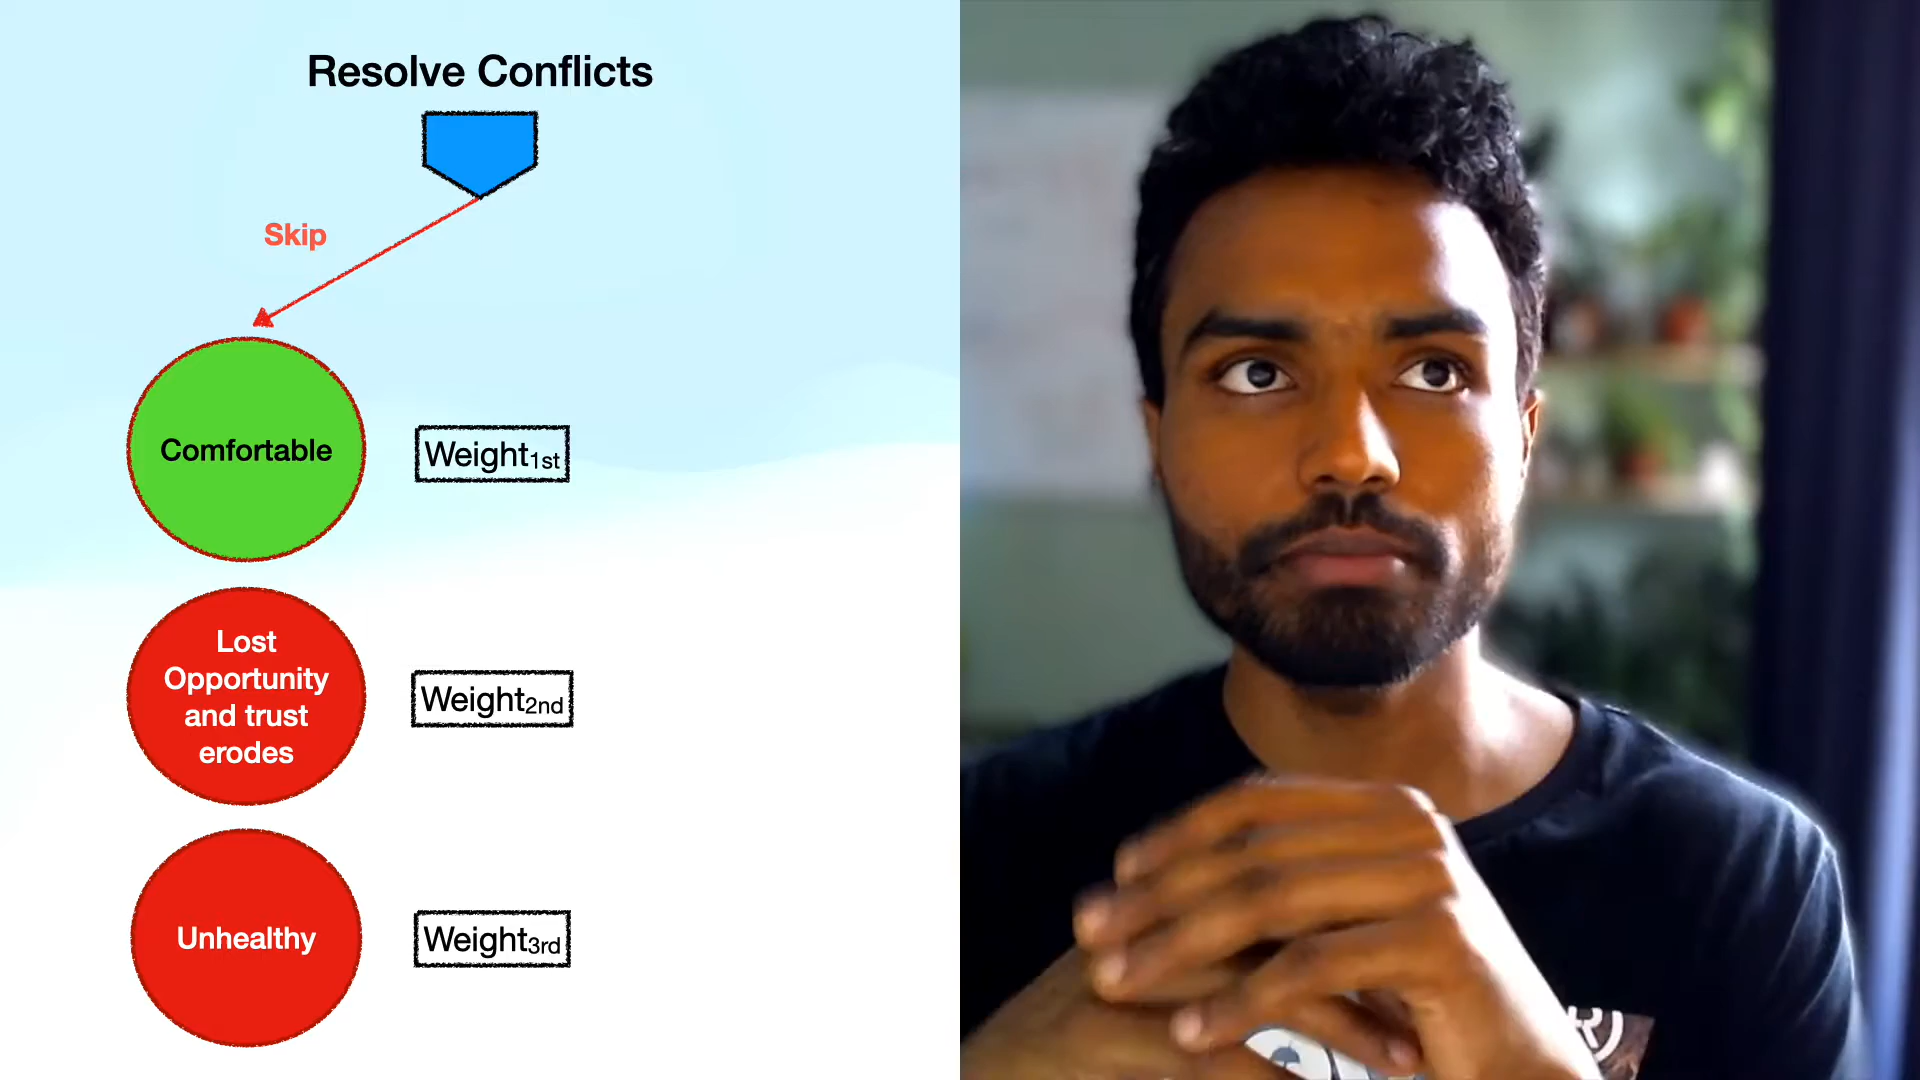 Resolve Conflicts
Skip
Comfortable
Weight1st
Lost
Opportunity
and trust
erodes
Weight2nd
Unhealthy
Weight3rd